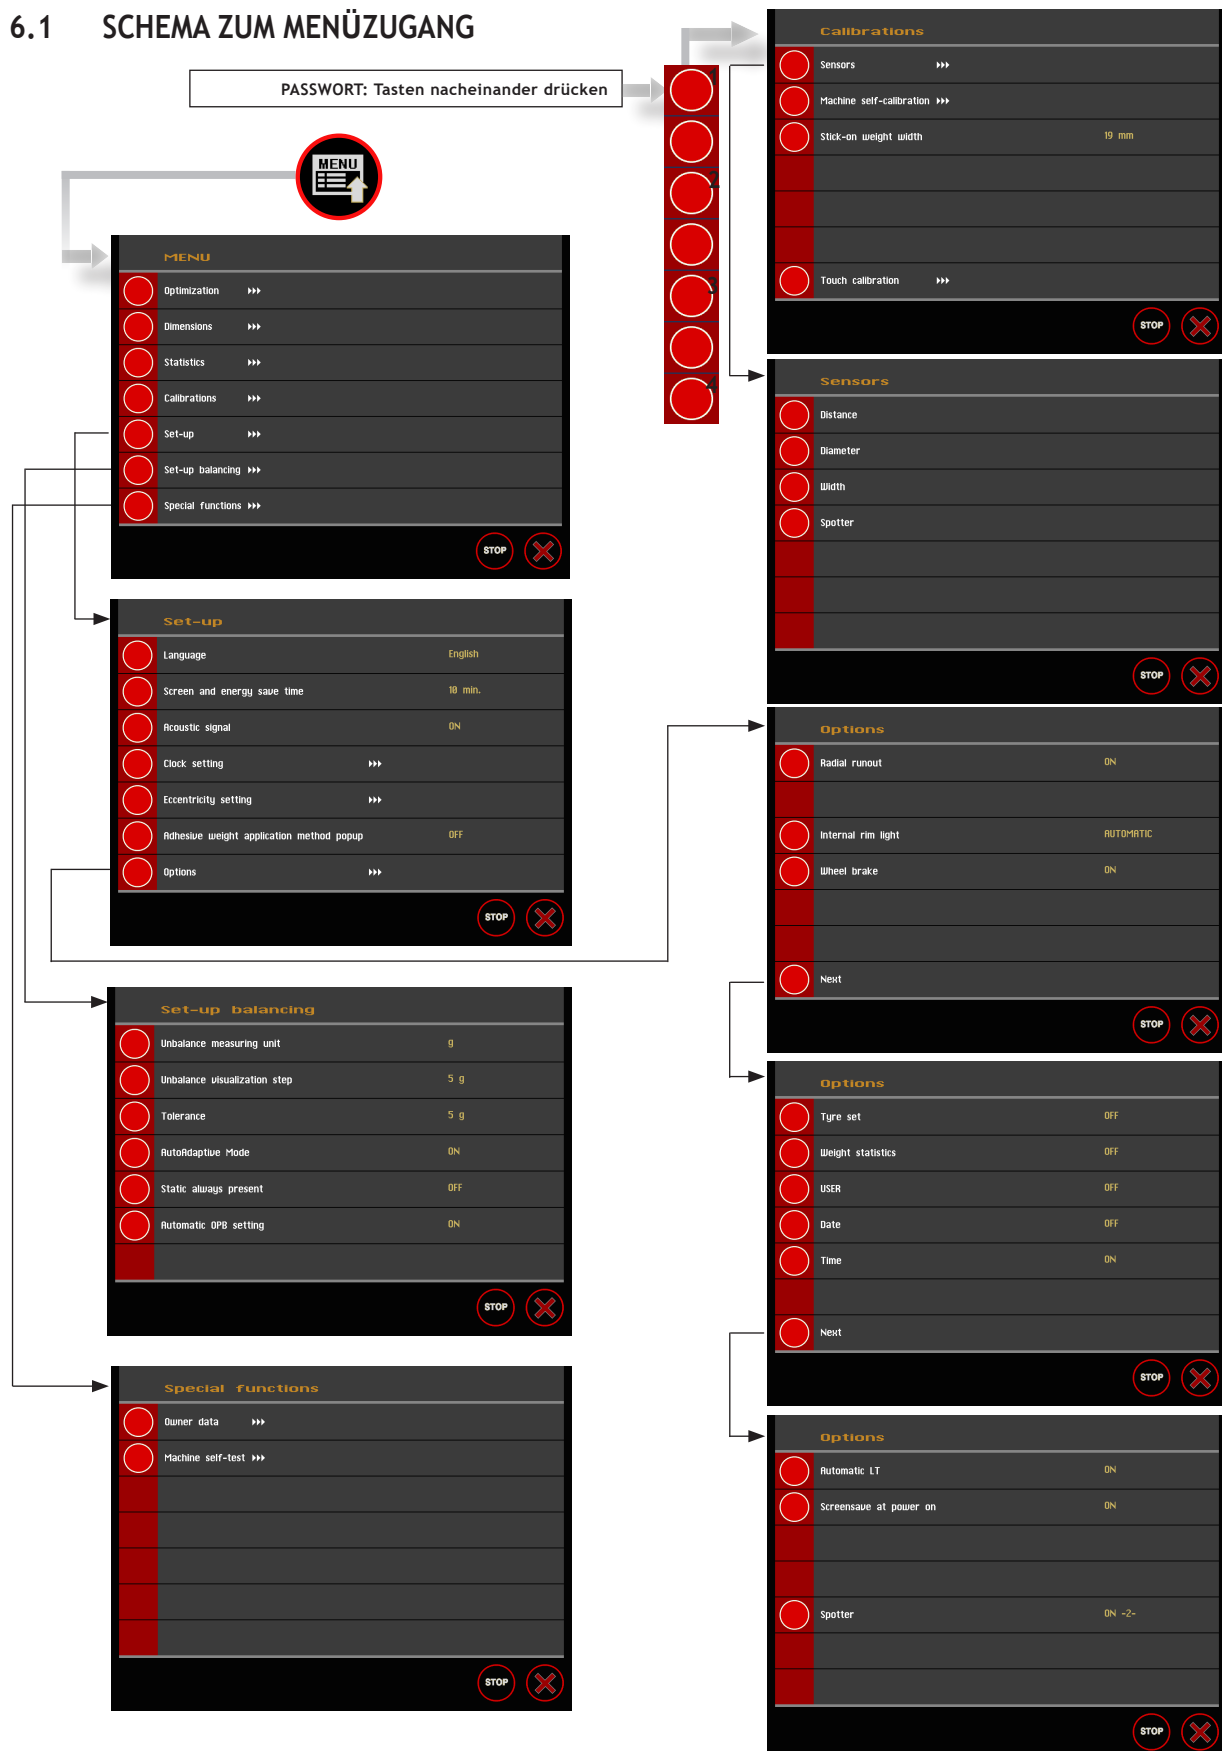 6.1 SCHEMA ZUM MENÜZUGANG
PASSWORT: Tasten nacheinander drücken
1
2
3
4
MENU
MENU
Optimization
Dimensions
Statistics
Calibrations
Set-up
Set-up balancing
Special functions
STOP
Set-up
Language English
Screen and energy save time 10 min.
Acoustic signal ON
Clock setting
Eccentricity setting
Adhesive weight application method popup OFF
Options
STOP
Set-up balancing
Unbalance measuring unit g
Unbalance visualization step 5 g
Tolerance 5 g
AutoAdaptive Mode ON
Static always present OFF
Automatic OPB setting ON
STOP
Special functions
Owner data
Machine self-test
STOP
Calibrations
Sensors
Machine self-calibration
Stick-on weight width 19 mm
Touch calibration
STOP
Sensors
Distance
Diameter
Width
Spotter
STOP
Options
Radial runout ON
Internal rim light AUTOMATIC
Wheel brake ON
Next
STOP
Options
Tyre set OFF
Weight statistics OFF
USER OFF
Date OFF
Time ON
Next
STOP
Options
Automatic LT ON
Screensave at power on ON
Spotter ON -2-
STOP